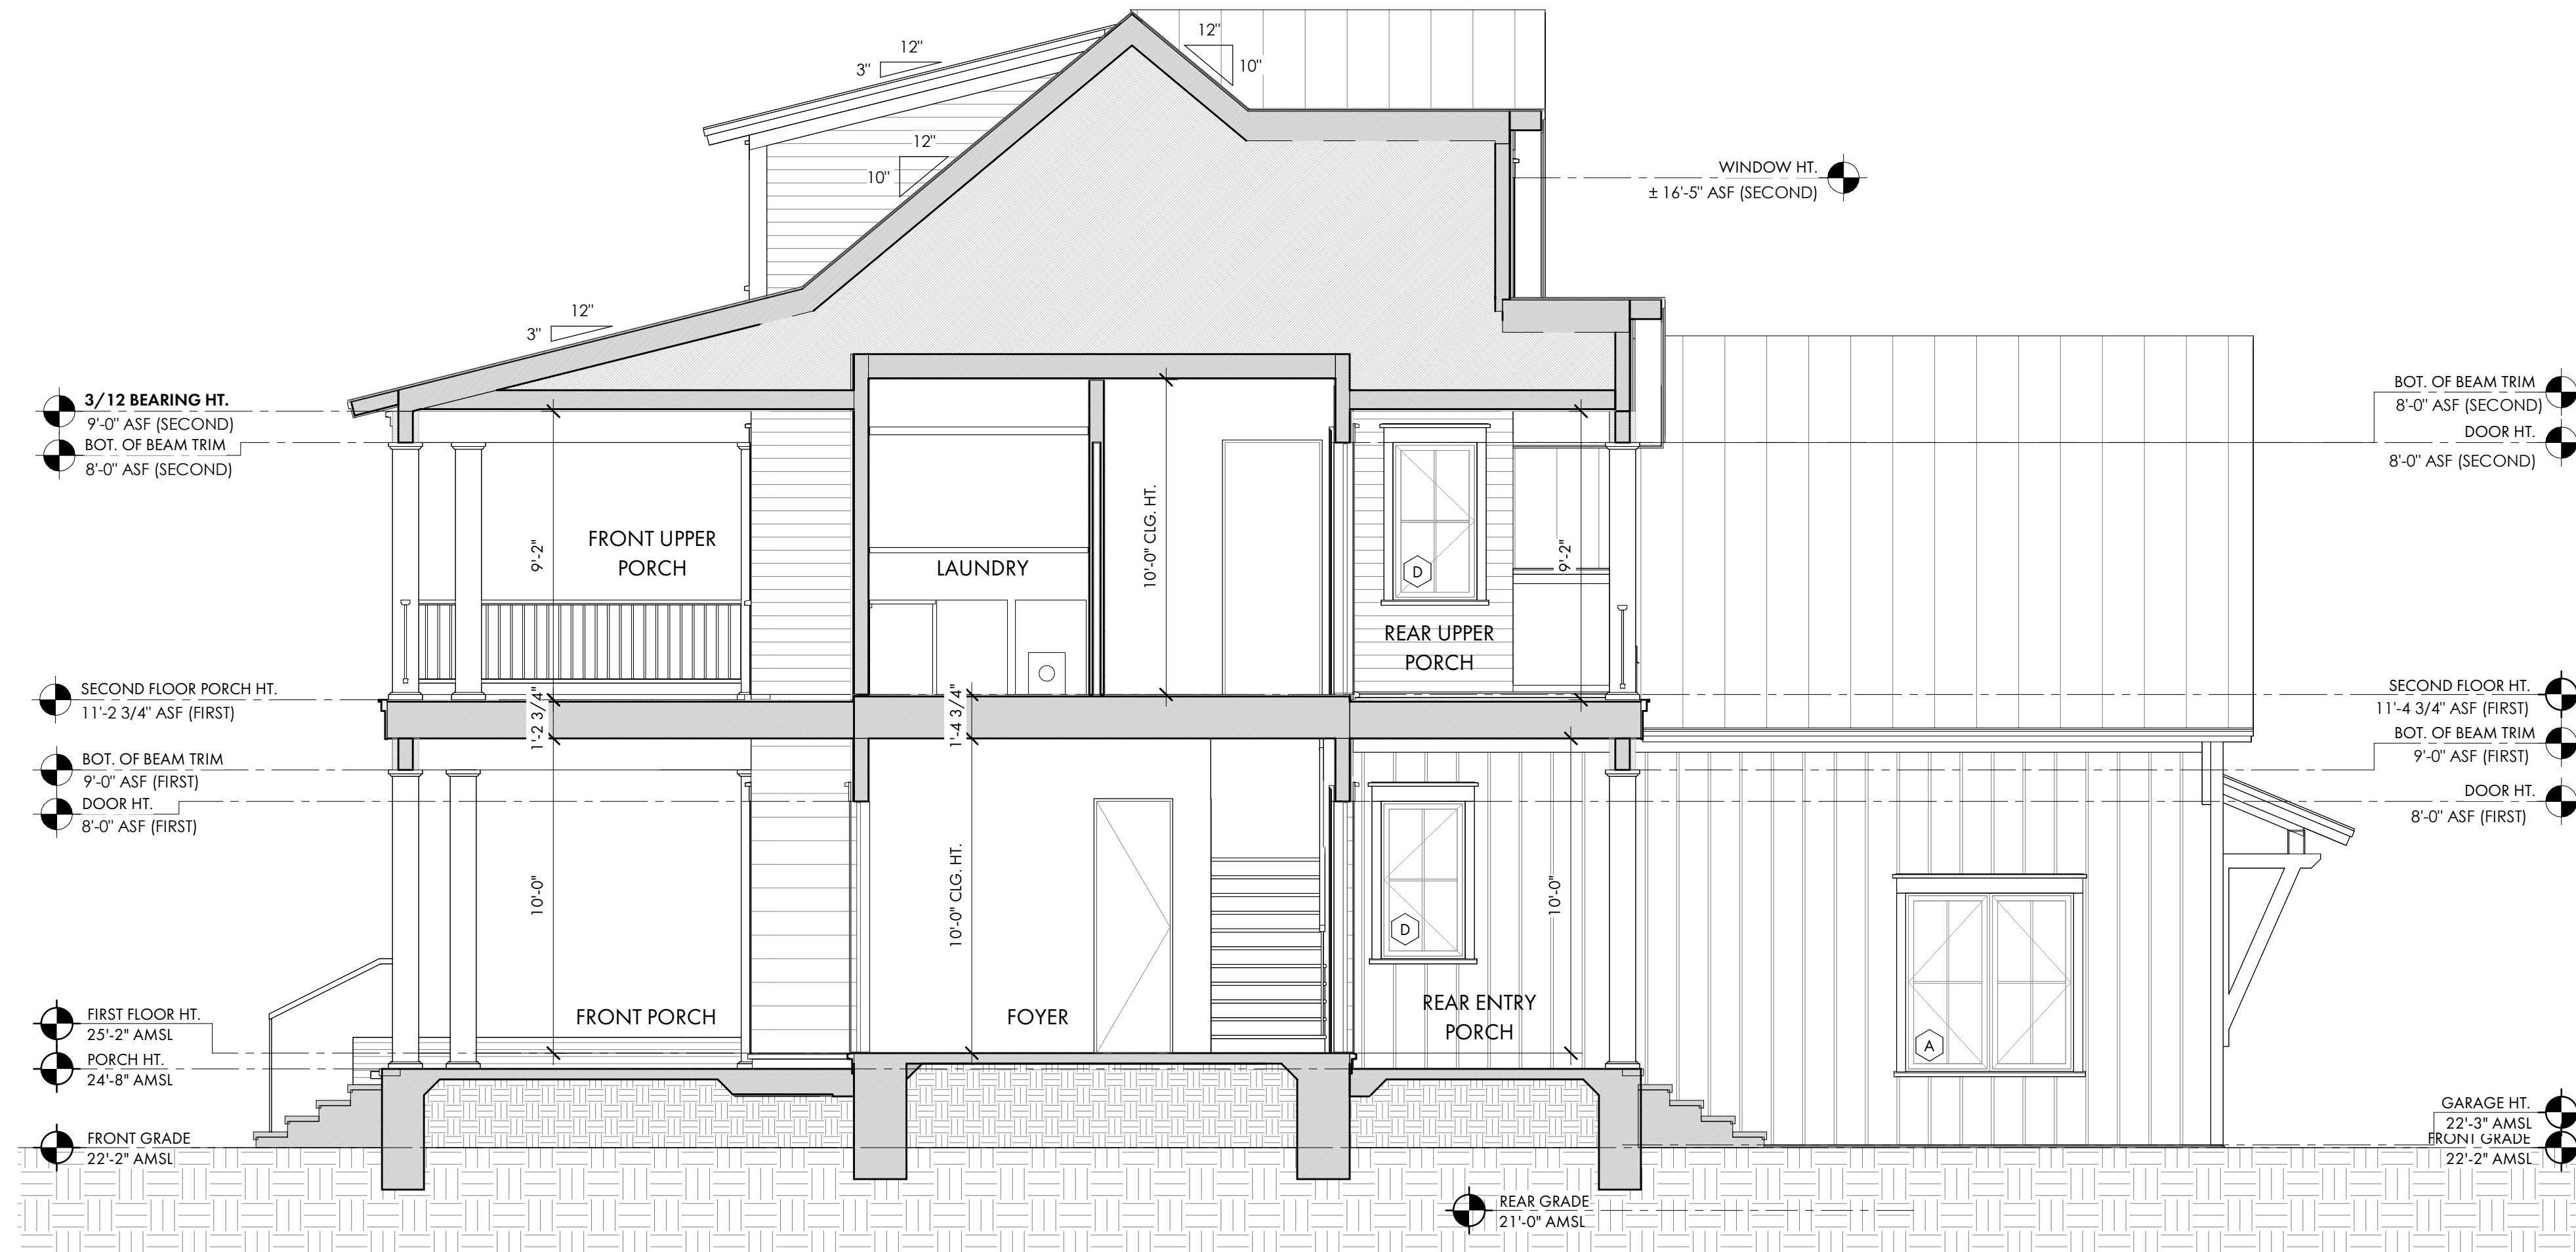 12"
3"
12"
10"
12"
10"
WINDOW HT.
± 16'-5" ASF (SECOND)
12"
3"
3/12 BEARING HT.
9'-0" ASF (SECOND)
BOT. OF BEAM TRIM
8'-0" ASF (SECOND)
BOT. OF BEAM TRIM
8'-0" ASF (SECOND)
DOOR HT.
8'-0" ASF (SECOND)
9'-2"
FRONT UPPER
PORCH
LAUNDRY
10'-0" CLG. HT.
D
9'-2"
REAR UPPER
PORCH
SECOND FLOOR PORCH HT.
11'-2 3/4" ASF (FIRST)
1'-2 3/4"
1'-4 3/4"
SECOND FLOOR HT.
11'-4 3/4" ASF (FIRST)
BOT. OF BEAM TRIM
9'-0" ASF (FIRST)
DOOR HT.
8'-0" ASF (FIRST)
BOT. OF BEAM TRIM
9'-0" ASF (FIRST)
DOOR HT.
8'-0" ASF (FIRST)
10'-0"
10'-0" CLG. HT.
D
10'-0"
FRONT PORCH
FOYER
REAR ENTRY
PORCH
A
FIRST FLOOR HT.
25'-2" AMSL
PORCH HT.
24'-8" AMSL
FRONT GRADE
22'-2" AMSL
GARAGE HT.
22'-3" AMSL
FRONT GRADE
22'-2" AMSL
REAR GRADE
21'-0" AMSL